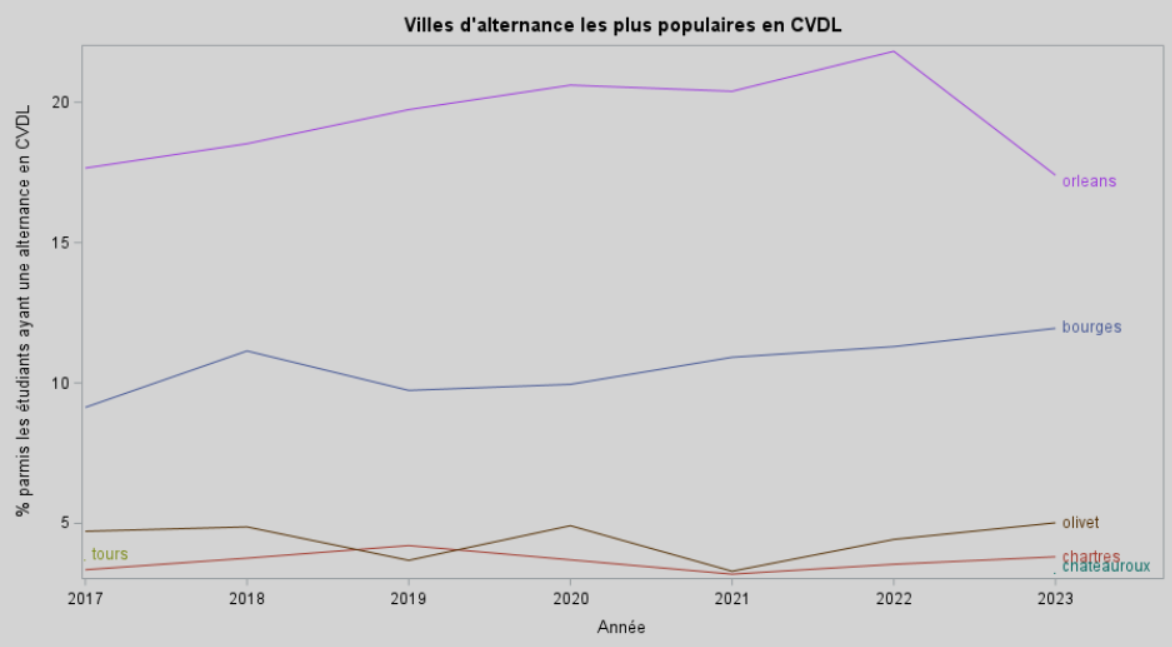 Villes d'alternance les plus populaires en CVDL
% parmis les étudiants ayant une alternance en CVDL
20
15
10
5
orleans
bourges
olivet
tours
chartres
chateauroux
2017 2018 2019 2020 2021 2022 2023
Année